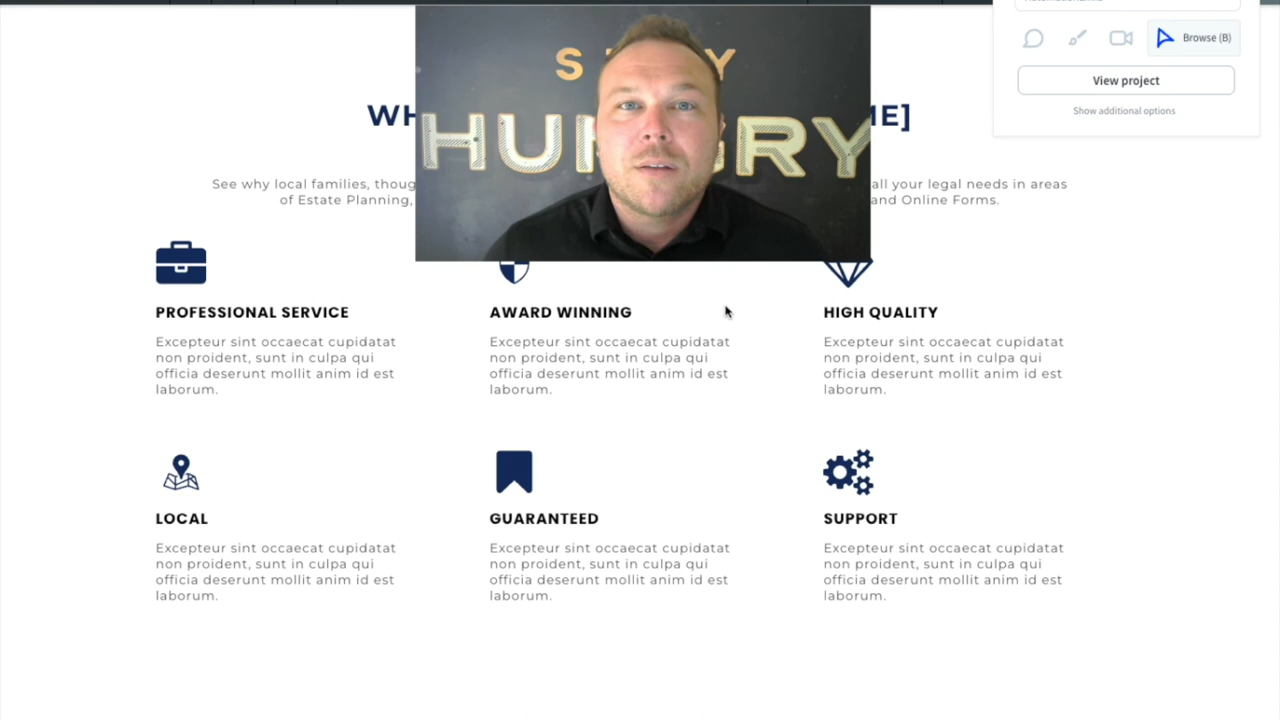 Browse (B)
View project
Show additional options
WH
ME]
See why local families, thoug
all your legal needs in areas
of Estate Planning,
and Online Forms.
S
Y
HUNGRY
PROFESSIONAL SERVICE
Excepteur sint occaecat cupidatat
non proident, sunt in culpa qui
officia deserunt mollit anim id est
laborum.
AWARD WINNING
Excepteur sint occaecat cupidatat
non proident, sunt in culpa qui
officia deserunt mollit anim id est
laborum.
HIGH QUALITY
Excepteur sint occaecat cupidatat
non proident, sunt in culpa qui
officia deserunt mollit anim id est
laborum.
LOCAL
Excepteur sint occaecat cupidatat
non proident, sunt in culpa qui
officia deserunt mollit anim id est
laborum.
GUARANTEED
Excepteur sint occaecat cupidatat
non proident, sunt in culpa qui
officia deserunt mollit anim id est
laborum.
SUPPORT
Excepteur sint occaecat cupidatat
non proident, sunt in culpa qui
officia deserunt mollit anim id est
laborum.